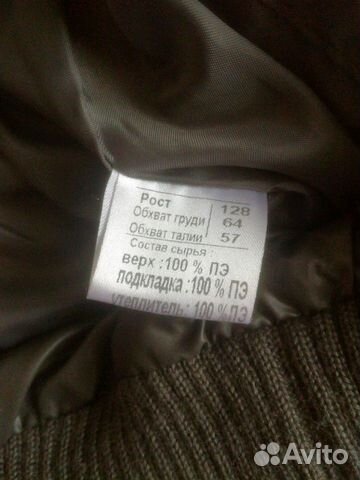 Рост 128
Обхват груди 64
Обхват талии 57
Состав сырья :
верх :100 % ПЭ
подкладка :100 % ПЭ
утеплитель: 100 % ПЭ
Avito